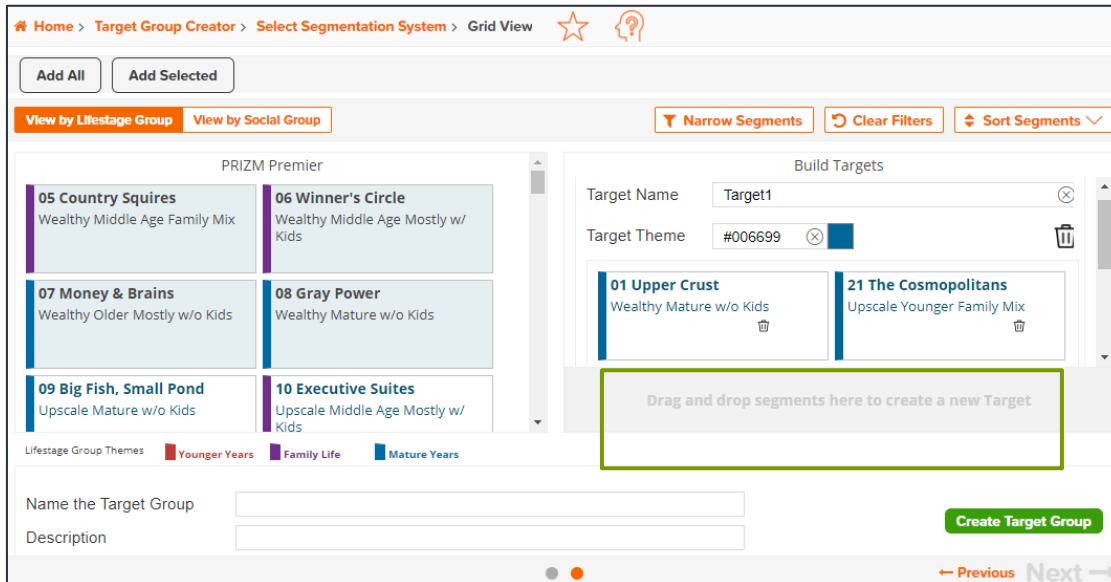 Home > Target Group Creator > Select Segmentation System > Grid View
Add All
Add Selected
View by Lifestage Group
View by Social Group
Narrow Segments
Clear Filters
Sort Segments
PRIZM Premier
05 Country Squires
Wealthy Middle Age Family Mix
06 Winner's Circle
Wealthy Middle Age Mostly w/
Kids
07 Money & Brains
Wealthy Older Mostly w/o Kids
08 Gray Power
Wealthy Mature w/o Kids
09 Big Fish, Small Pond
Upscale Mature w/o Kids
10 Executive Suites
Upscale Middle Age Mostly w/
Kids
Lifestage Group Themes
Younger Years
Family Life
Mature Years
Build Targets
Target Name
Target1
Target Theme
#006699
01 Upper Crust
Wealthy Mature w/o Kids
21 The Cosmopolitans
Upscale Younger Family Mix
Drag and drop segments here to create a new Target
Name the Target Group
Description
Create Target Group
Previous
Next